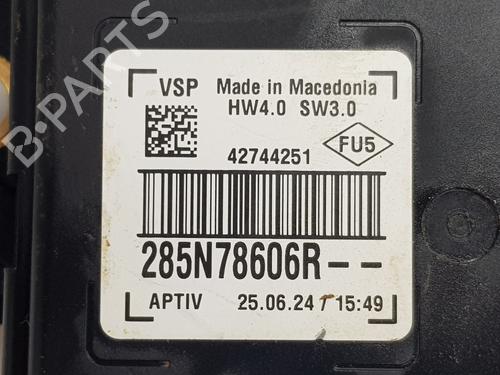 VSP Made in Macedonia
HW4.0 SW3.0
42744251
FU5
285N78606R--
APTIV 25.06.24 15:49
B-PARTS